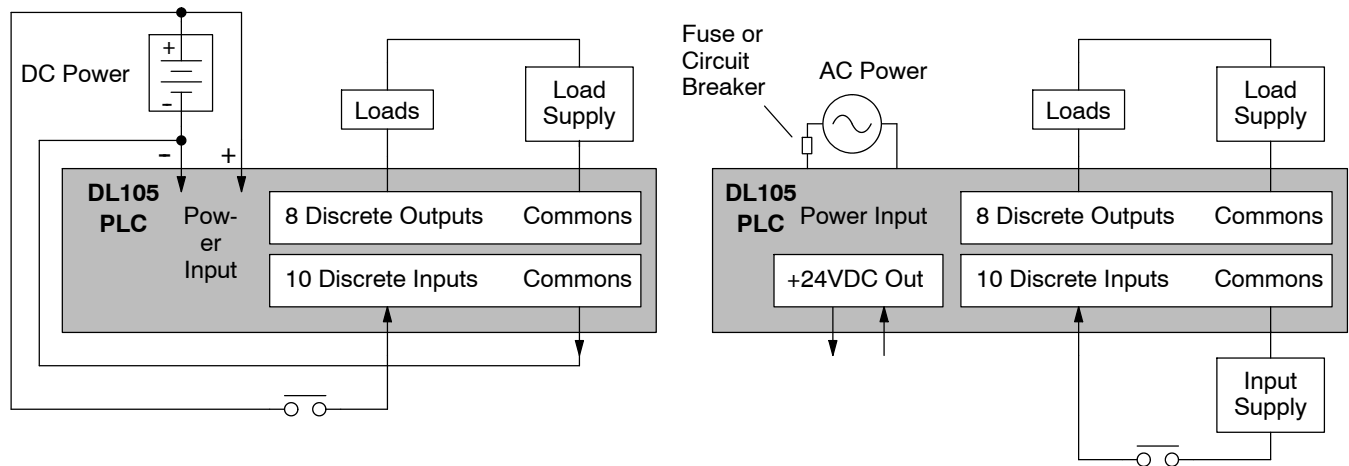 DC Power
+
-
-
+
Loads
Load
Supply
DL105
PLC
Pow-
er
Input
8 Discrete Outputs
Commons
10 Discrete Inputs
Commons
Fuse or
Circuit
Breaker
AC Power
Loads
Load
Supply
DL105
PLC
Power Input
8 Discrete Outputs
Commons
+24VDC Out
10 Discrete Inputs
Commons
Input
Supply